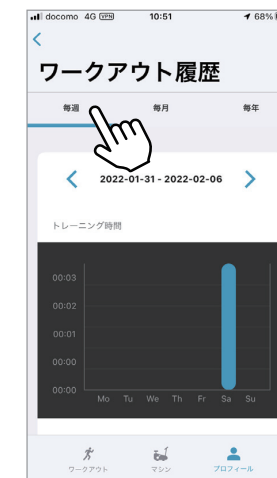 docomo 4G VPN 10:51 68%
ワークアウト履歴
毎週 毎月 毎年
2022-01-31 - 2022-02-06
トレーニング時間
00:03
00:02
00:01
00:00
00:00
Mo Tu We Th Fr Sa Su
ワークアウト マシン プロフィール